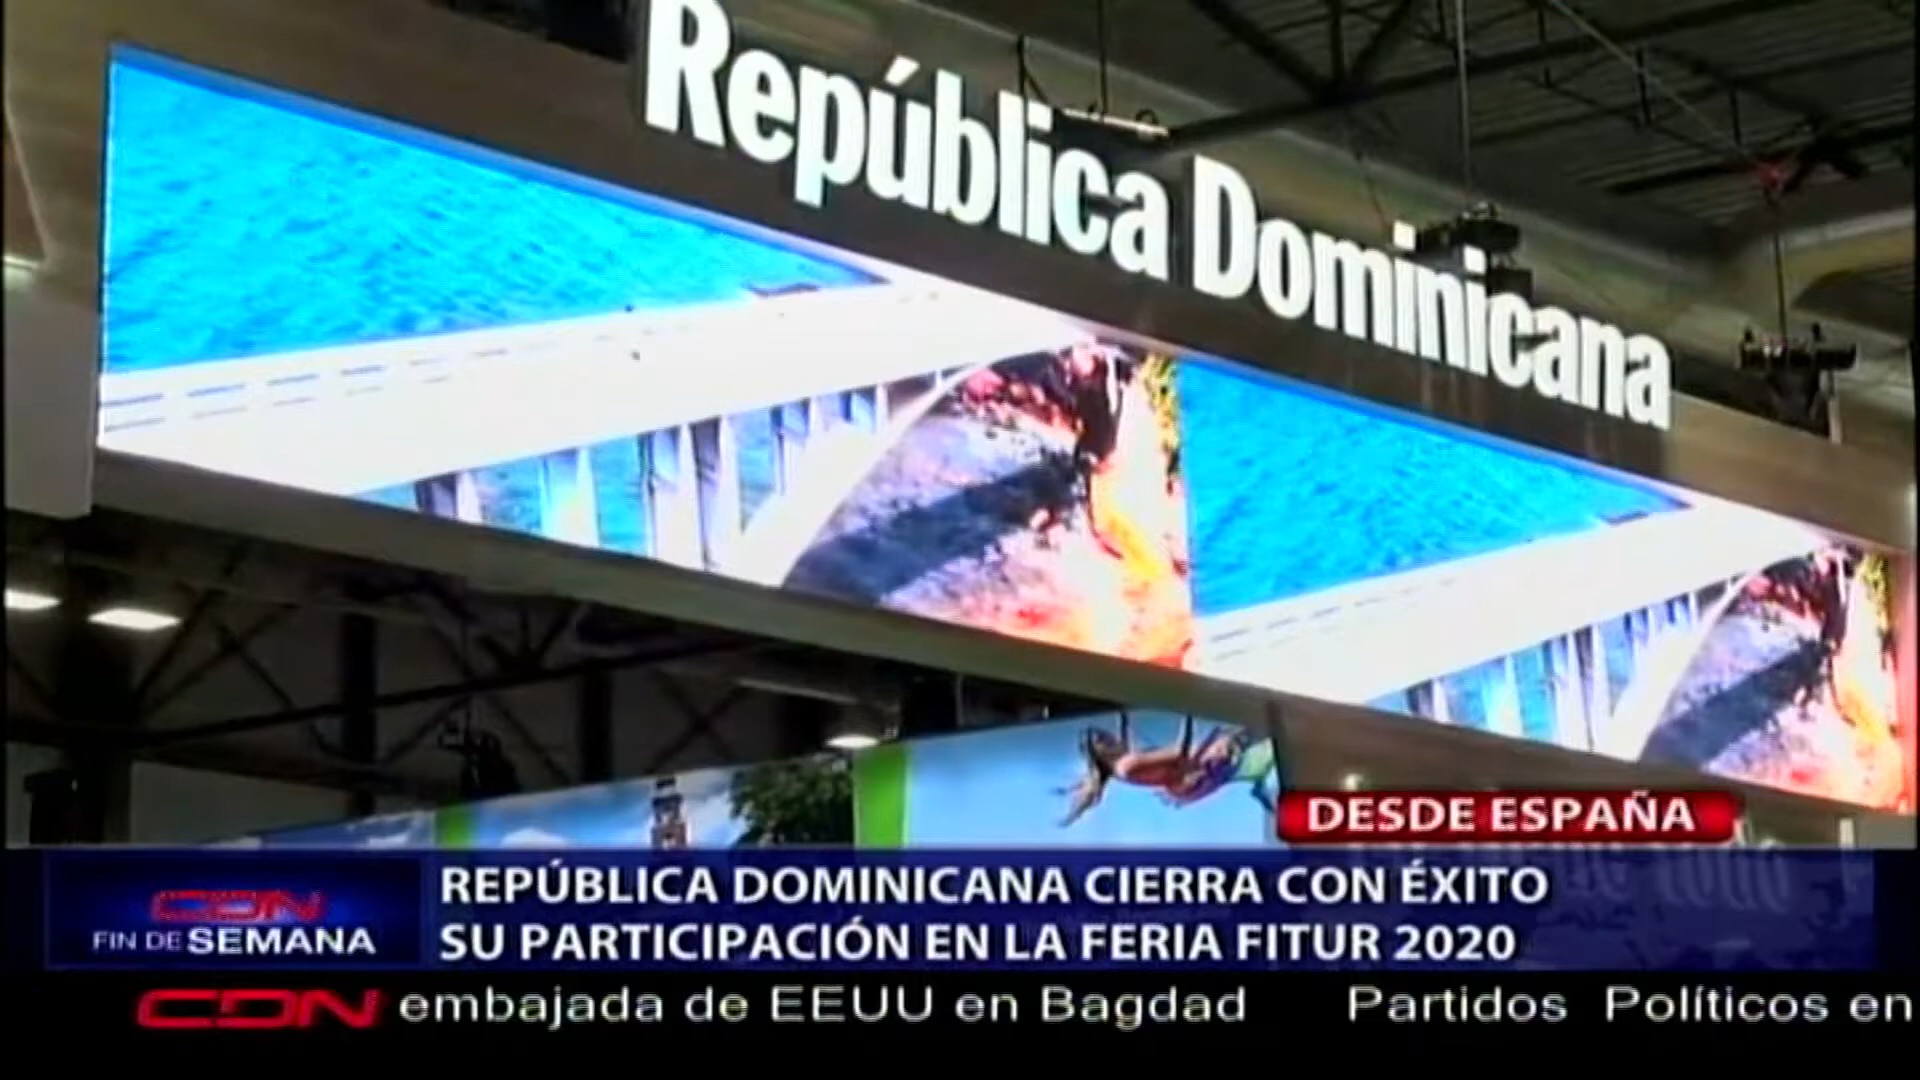 República Dominicana
DESDE ESPAÑA
REPÚBLICA DOMINICANA CIERRA CON ÉXITO
SU PARTICIPACIÓN EN LA FERIA FITUR 2020
CDN
FIN DE SEMANA
CDN embajada de EEUU en Bagdad Partidos Políticos en